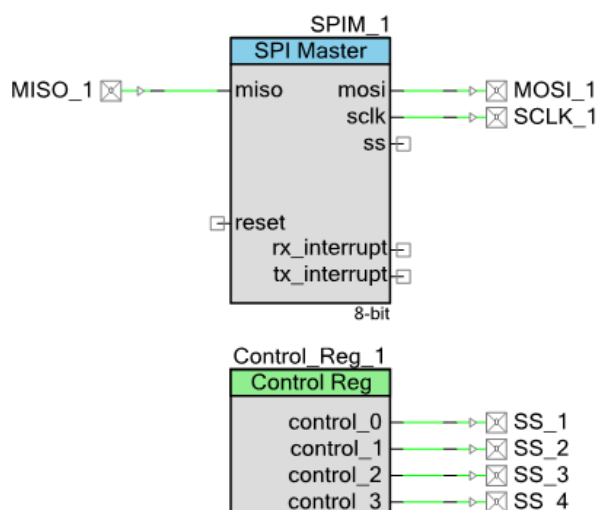 SPIM_1
SPI Master
MISO_1 miso mosi MOSI_1
sclk SCLK_1
ss
reset
rx_interrupt
tx_interrupt
8-bit
Control_Reg_1
Control Reg
control_0 SS_1
control_1 SS_2
control_2 SS_3
control_3 SS_4